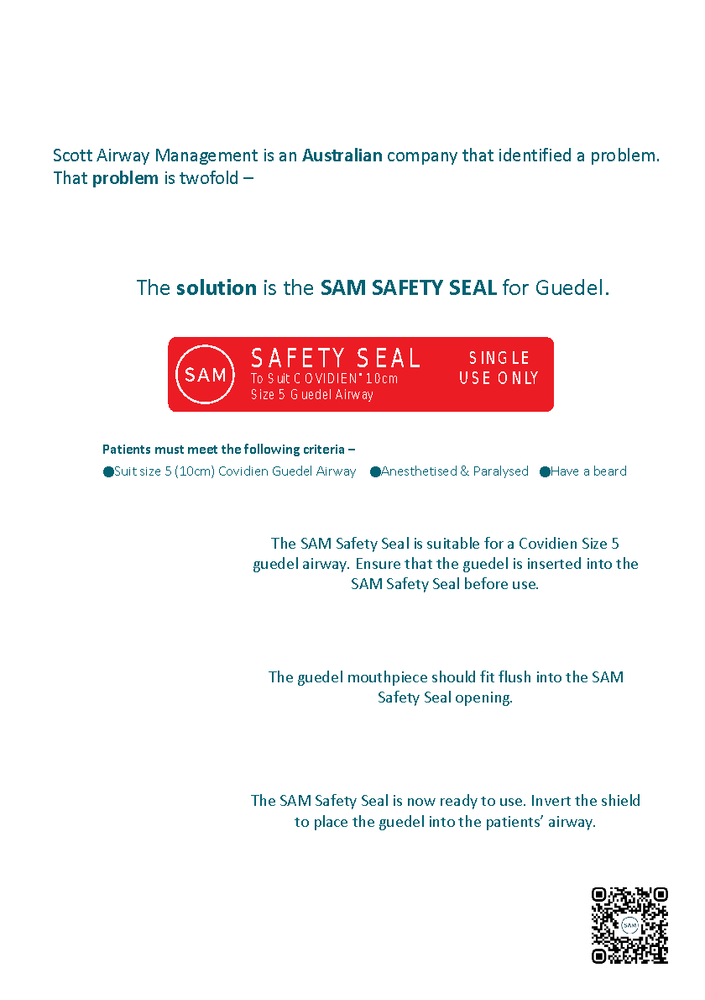 Scott Airway Management is an Australian company that identified a problem.
That problem is twofold –
The solution is the SAM SAFETY SEAL for Guedel.
SAM
SAFETY SEAL
To Suit COVIDIEN* 10cm
Size 5 Guedel Airway
SINGLE
USE ONLY
Patients must meet the following criteria –
●Suit size 5 (10cm) Covidien Guedel Airway ●Anesthetised & Paralysed ●Have a beard
The SAM Safety Seal is suitable for a Covidien Size 5
guedel airway. Ensure that the guedel is inserted into the
SAM Safety Seal before use.
The guedel mouthpiece should fit flush into the SAM
Safety Seal opening.
The SAM Safety Seal is now ready to use. Invert the shield
to place the guedel into the patients’ airway.
SAM